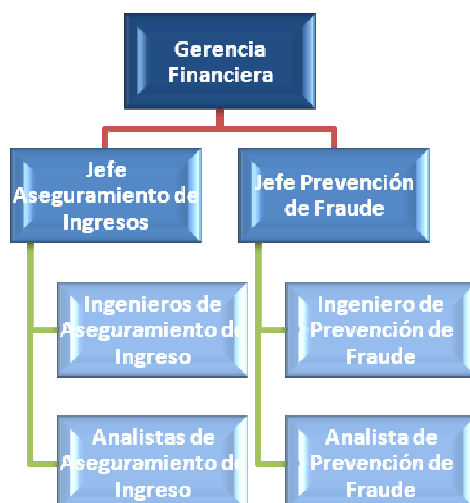 Gerencia
Financiera
Jefe
Aseguramiento de
Ingresos
Jefe Prevención
de Fraude
Ingenieros de
Aseguramiento de
Ingreso
Ingeniero de
Prevención de
Fraude
Analistas de
Aseguramiento de
Ingreso
Analista de
Prevención de
Fraude